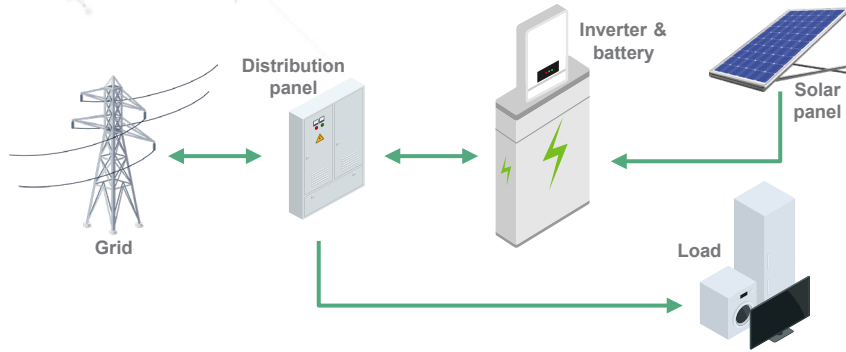 Inverter &
battery
Distribution
panel
Solar
panel
Grid
Load